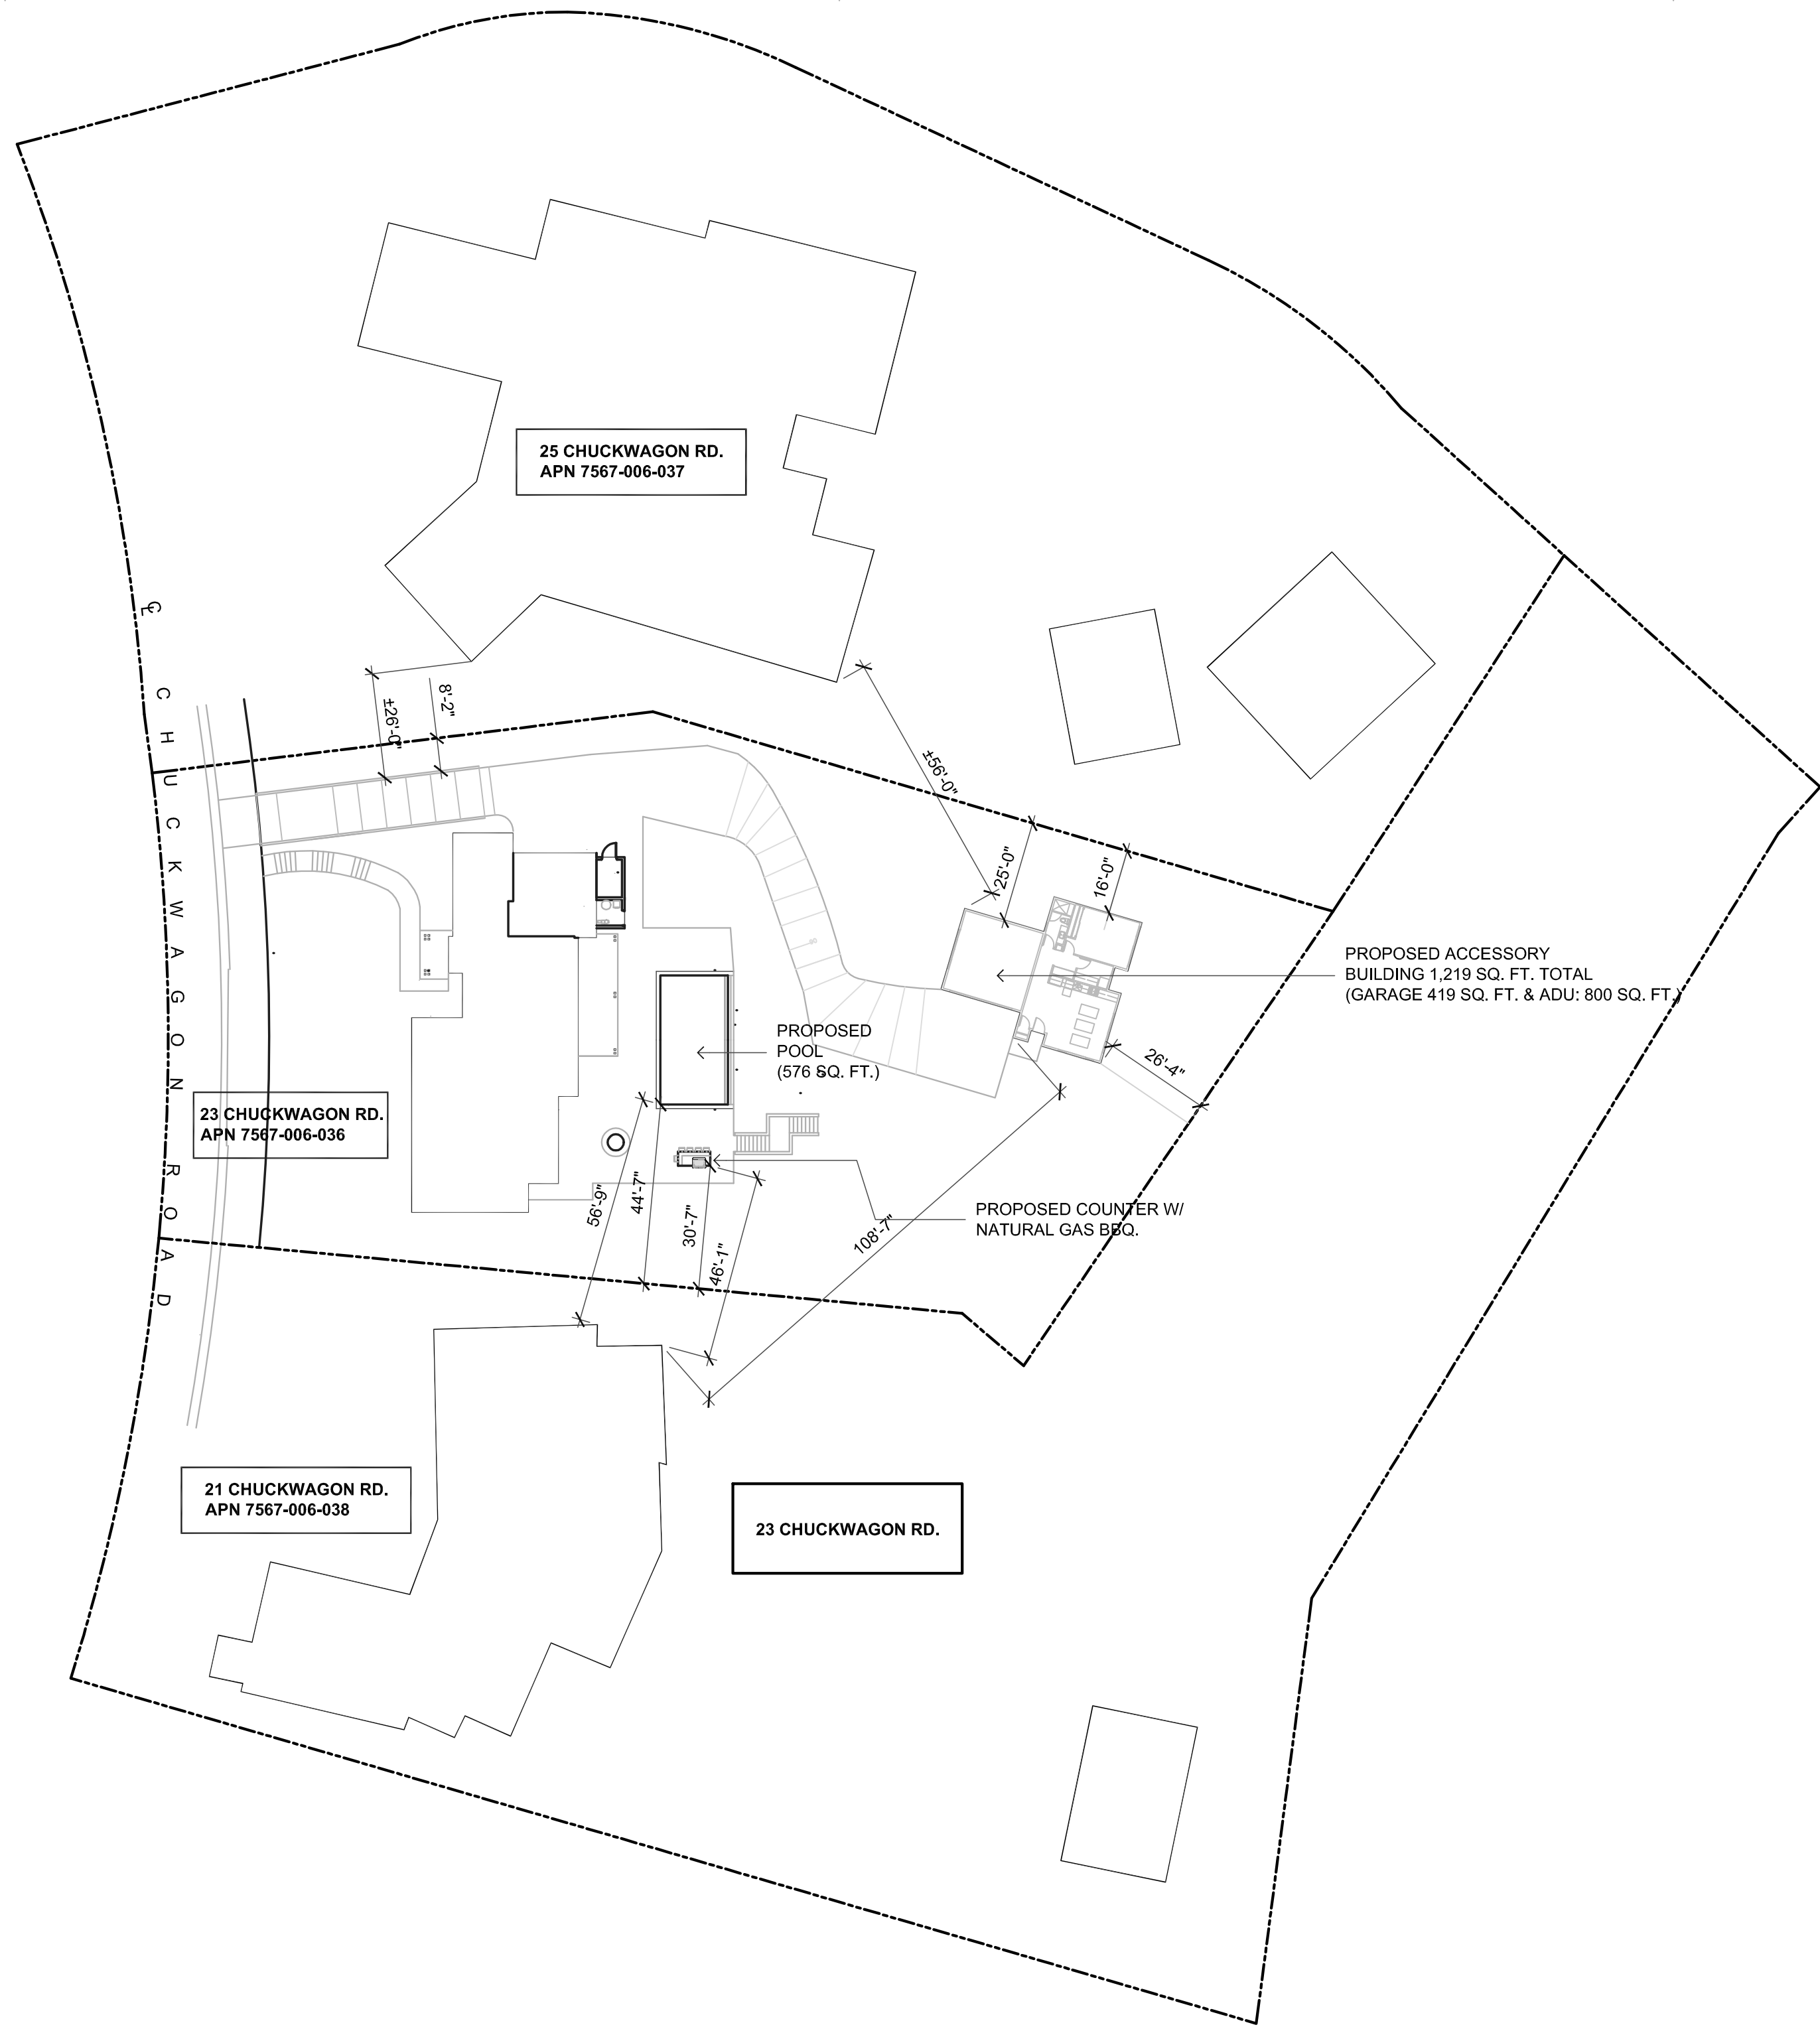 25 CHUCKWAGON RD.
APN 7567-006-037
℄ CHUCKWAGON ROAD
±26'-0"
8'-2"
±56'-0"
25'-0"
16'-0"
PROPOSED ACCESSORY
BUILDING 1,219 SQ. FT. TOTAL
(GARAGE 419 SQ. FT. & ADU: 800 SQ. FT.)
PROPOSED
POOL
(576 SQ. FT.)
26'-4"
23 CHUCKWAGON RD.
APN 7567-006-036
56'-9"
44'-7"
30'-7"
46'-1"
108'-7"
PROPOSED COUNTER W/
NATURAL GAS BBQ.
21 CHUCKWAGON RD.
APN 7567-006-038
23 CHUCKWAGON RD.